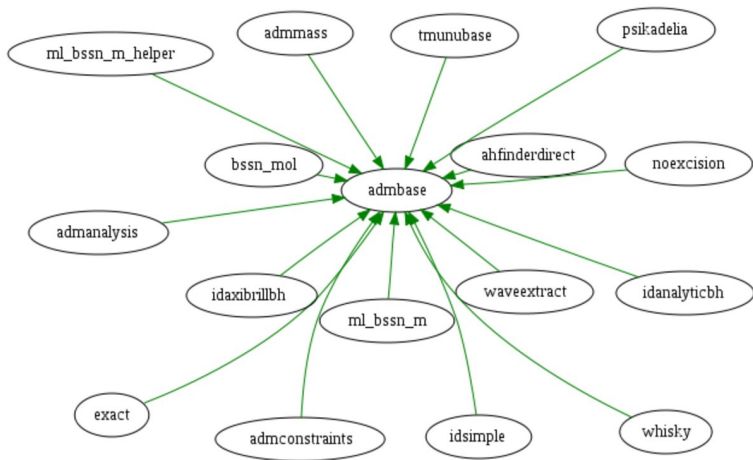 admmass
tmunubase
psikadelia
ml_bssn_m_helper
bssn_mol
ahfinderdirect
noexcision
admbase
admanalysis
idaxibrillbh
ml_bssn_m
waveextract
idanalyticbh
exact
admconstraints
idsimple
whisky